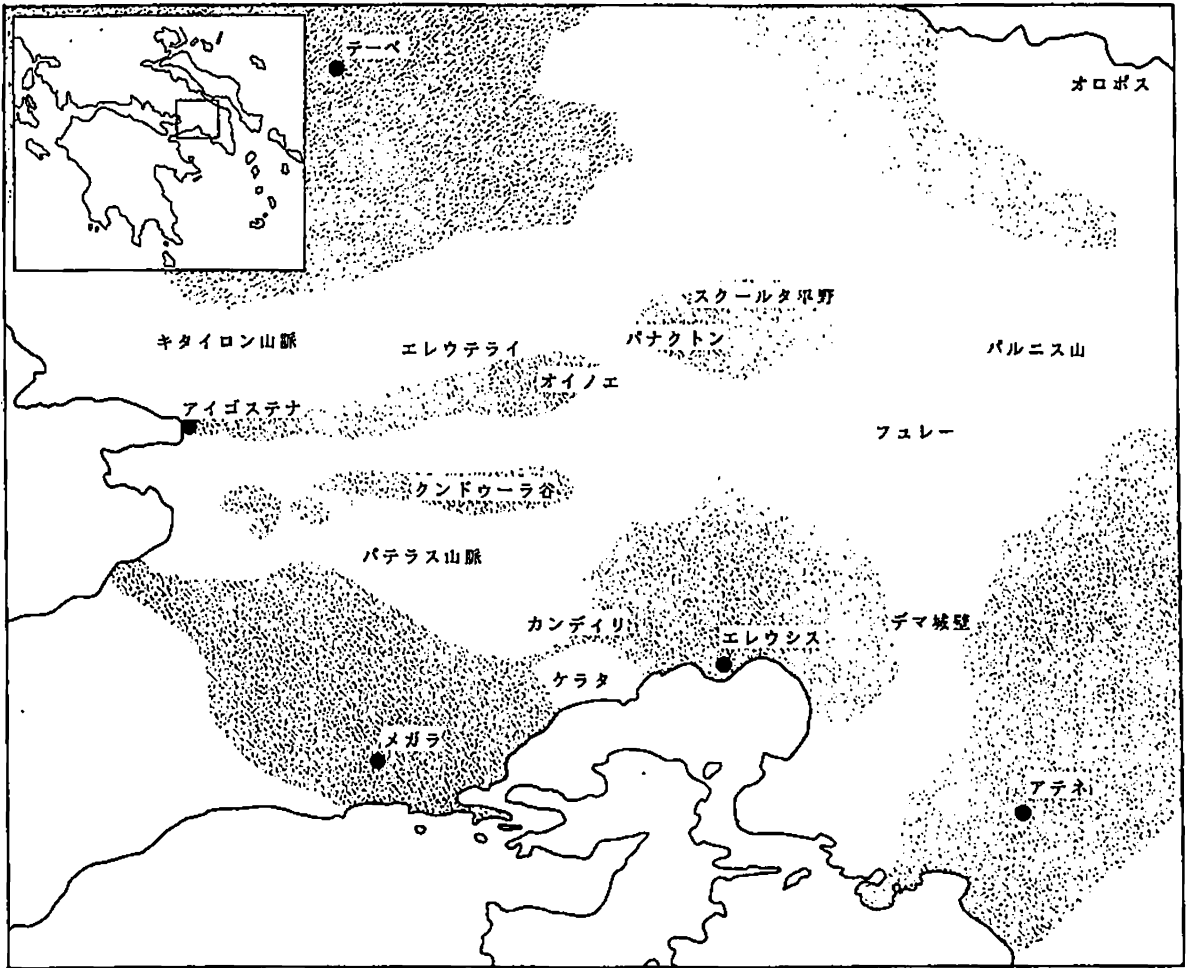 テーベ
オロポス
スクールタ平野
キタイロン山脈
エレウテライ
パナクトン
パルニス山
オイノエ
アイゴステナ
フュレー
クンドゥーラ谷
パテラス山脈
カンディリ
エレウシス
デマ城壁
ケラタ
メガラ
アテネ